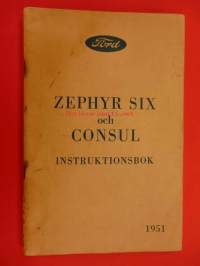 Ford
ZEPHYR SIX
och
CONSUL
INSTRUKTIONSBOK
1951